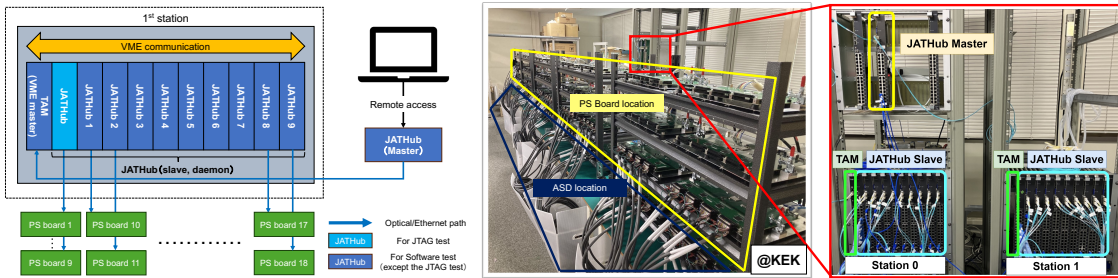 1st station
VME communication
TAM
(VME master)
JATHub
JATHub 1
JATHub 2
JATHub 3
JATHub 4
JATHub 5
JATHub 6
JATHub 7
JATHub 8
JATHub 9
JATHub(slave, daemon)
Remote access
JATHub
(Master)
PS board 1
PS board 10
PS board 17
PS board 9
PS board 11
PS board 18
Optical/Ethernet path
JATHub
For JTAG test
JATHub
For Software test
(except the JTAG test)
PS Board location
ASD location
@KEK
JATHub Master
TAM
JATHub Slave
TAM
JATHub Slave
Station 0
Station 1